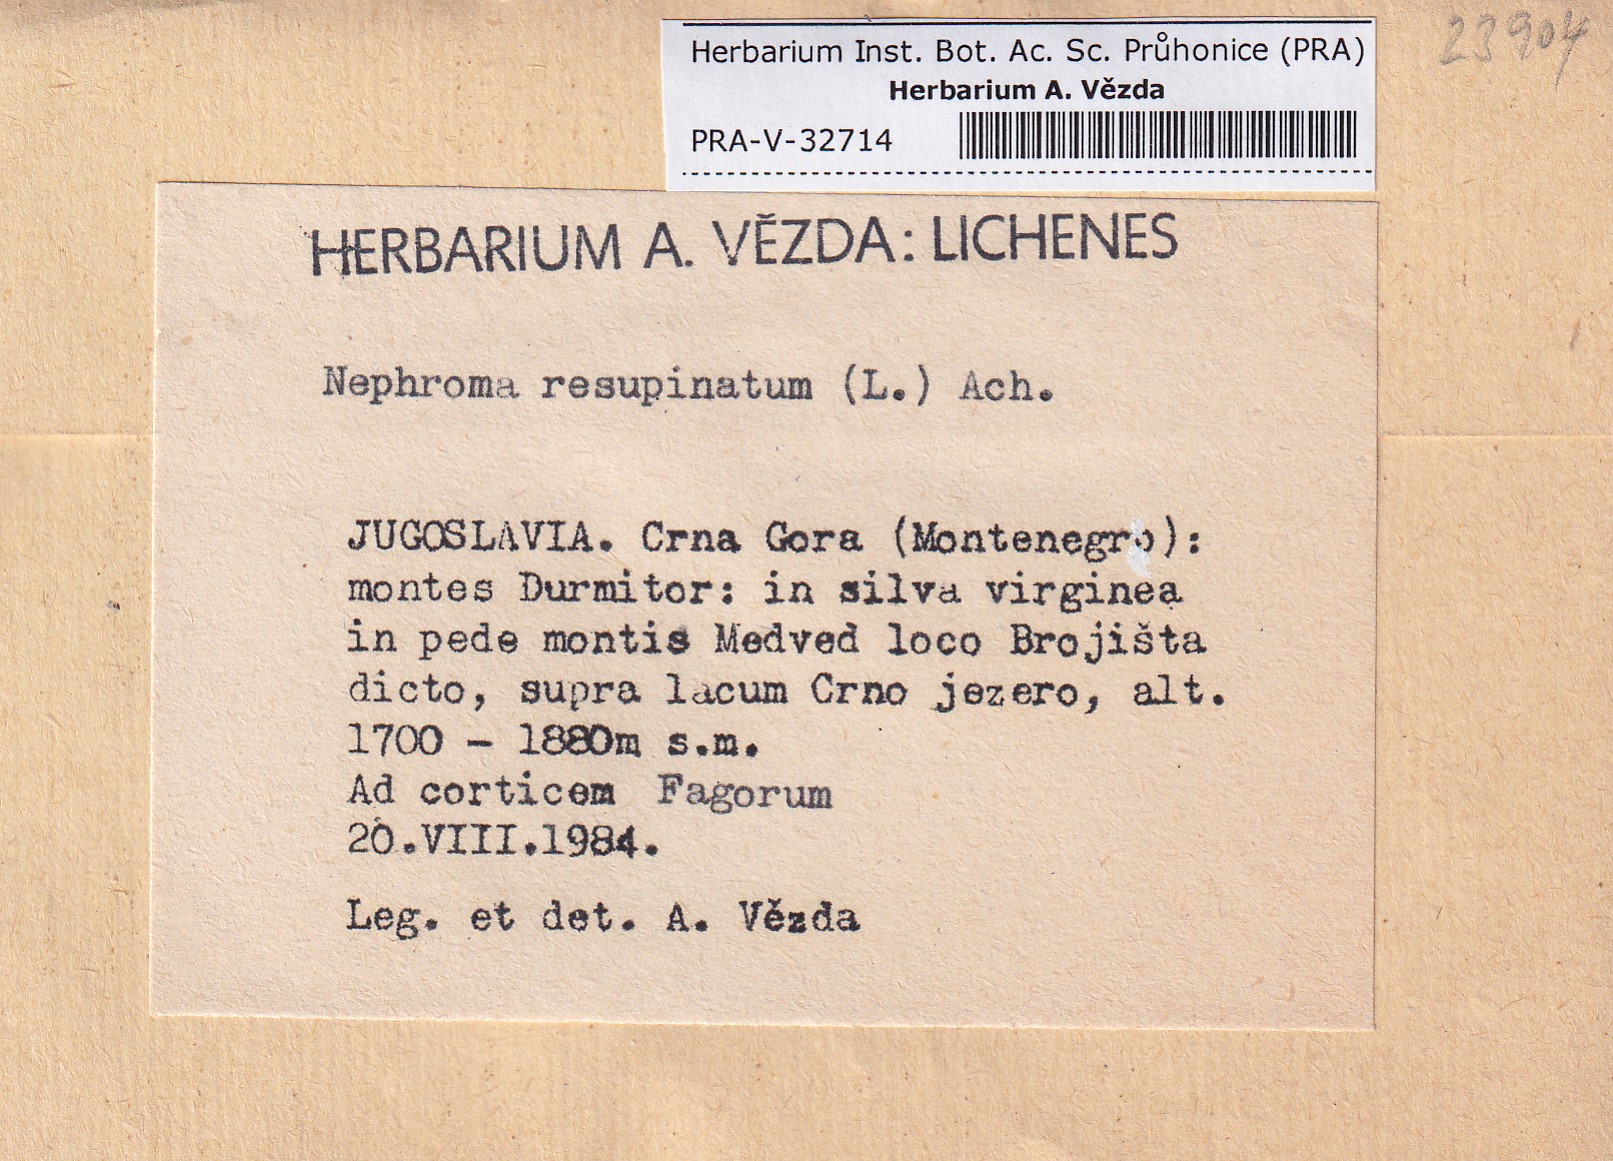 23904
Herbarium Inst. Bot. Ac. Sc. Průhonice (PRA)
Herbarium A. Vězda
PRA-V-32714
HERBARIUM A. VĚZDA: LICHENES
Nephroma resupinatum (L.) Ach.
JUGOSLAVIA. Crna Gora (Montenegro):
montes Durmitor: in silva virginea
in pede montis Medved loco Brojišta
dicto, supra lacum Crno jezero, alt.
1700 - 1880m s.m.
Ad corticem Fagorum
20.VIII.1984.
Leg. et det. A. Vězda